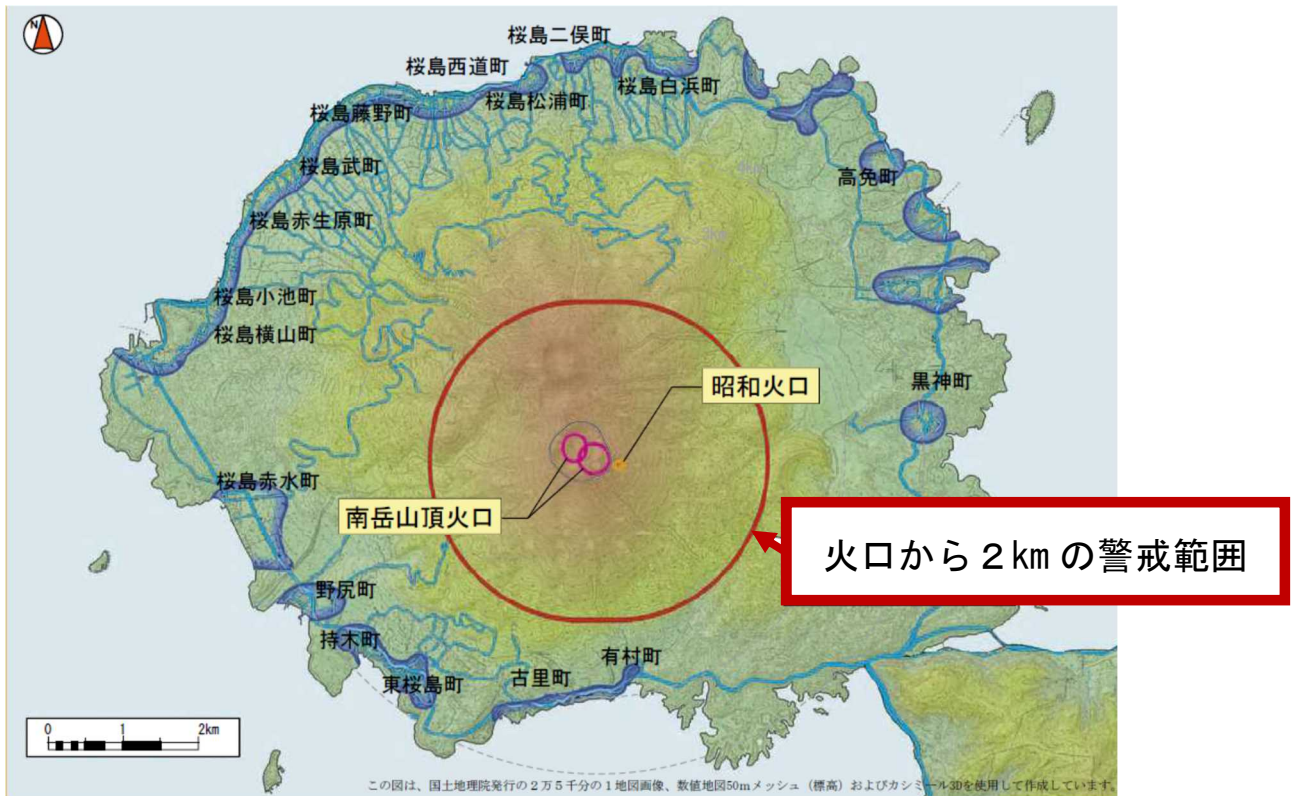 N
桜島二俣町
桜島西道町
桜島松浦町
桜島白浜町
桜島藤野町
桜島武町
高免町
桜島赤生原町
桜島小池町
桜島横山町
昭和火口
黒神町
桜島赤水町
南岳山頂火口
火口から2kmの警戒範囲
野尻町
持木町
有村町
古里町
東桜島町
0 1 2km
この図は、国土地理院発行の2万5千分の1地図画像、数値地図50mメッシュ（標高）およびカシミール3Dを使用して作成しています。